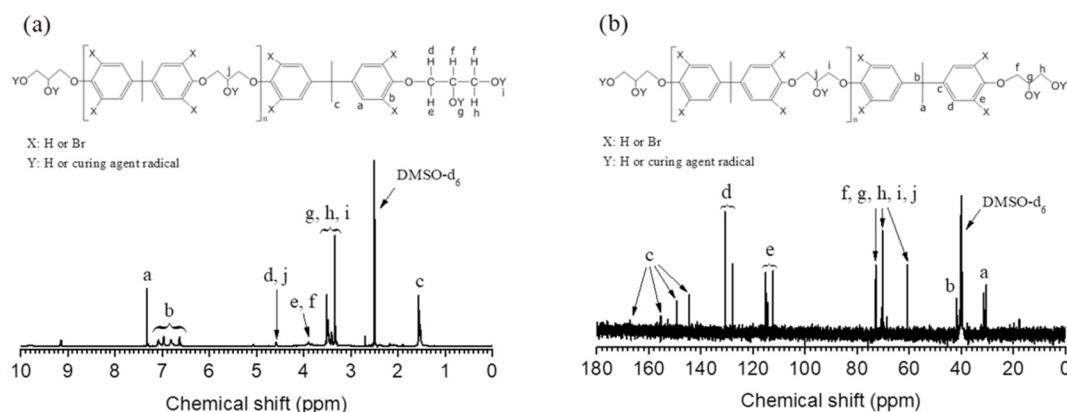 (a)
d f f
X X j X X H H H
Y O O O O O C C C OY
OY OY b H OY H i
X X n X X c a e g h
X: H or Br
Y: H or curing agent radical
DMSO-d6
g, h, i
a
b
d, j
e, f
c
10 9 8 7 6 5 4 3 2 1 0
Chemical shift (ppm)
(b)
X X j i X X f h
YO O O O O OY
OY OY b c e g OY
X X n X X a d
X: H or Br
Y: H or curing agent radical
d
f, g, h, i, j
DMSO-d6
c
e
b
a
180 160 140 120 100 80 60 40 20 0
Chemical shift (ppm)